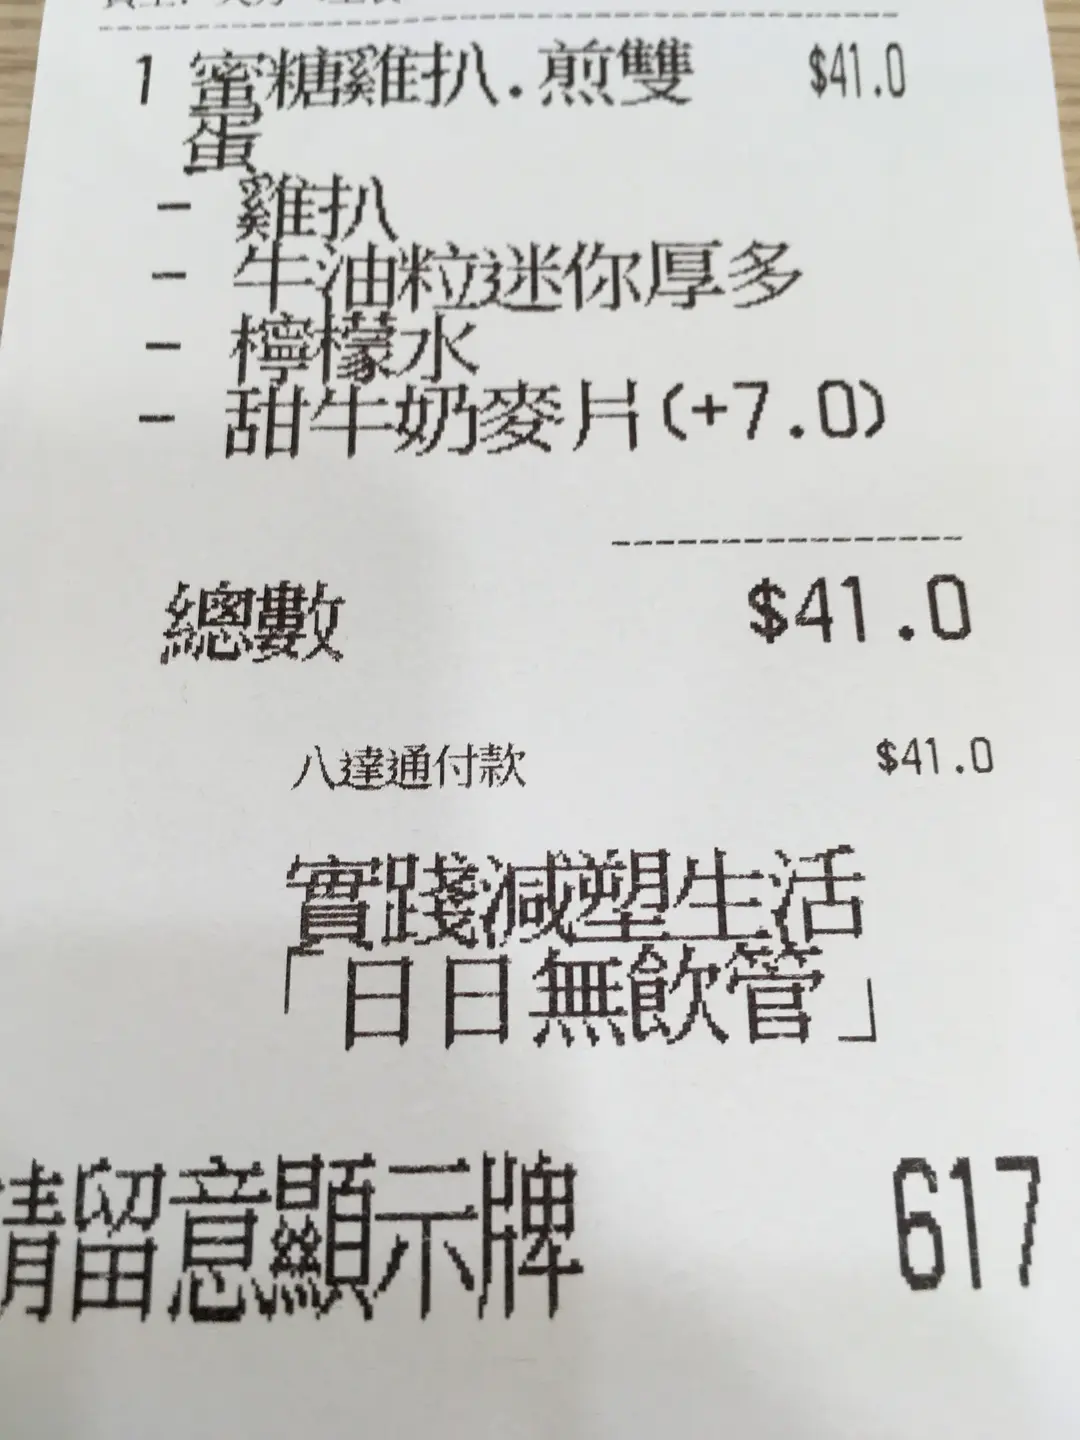 1 蜜糖雞扒.煎雙 $41.0
蛋
- 雞扒
- 牛油粒迷你厚多
- 檸檬水
- 甜牛奶麥片(+7.0)
總數 $41.0
八達通付款 $41.0
實踐減塑生活
「日日無飲管」
請留意顯示牌 617